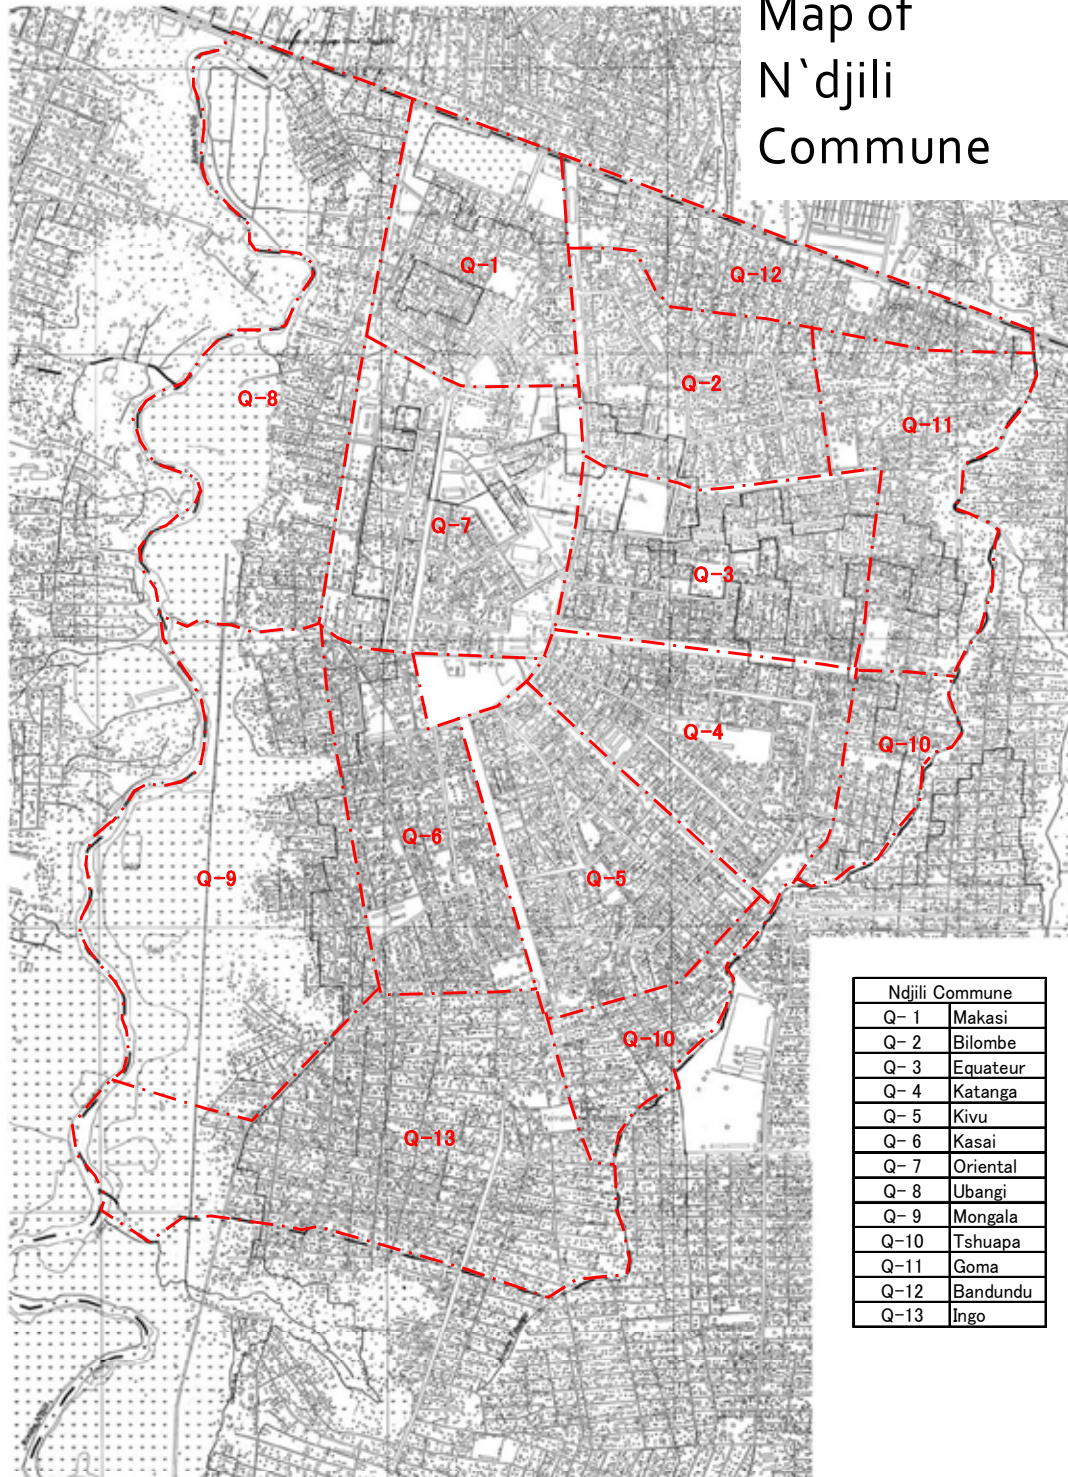 Map of
N`djili
Commune
Q-1
Q-12
Q-2
Q-8
Q-11
Q-7
Q-3
Q-4
Q-10
Q-6
Q-9
Q-5
Q-10
Q-13
Ndjili Commune
Q- 1 Makasi
Q- 2 Bilombe
Q- 3 Equateur
Q- 4 Katanga
Q- 5 Kivu
Q- 6 Kasai
Q- 7 Oriental
Q- 8 Ubangi
Q- 9 Mongala
Q-10 Tshuapa
Q-11 Goma
Q-12 Bandundu
Q-13 Ingo